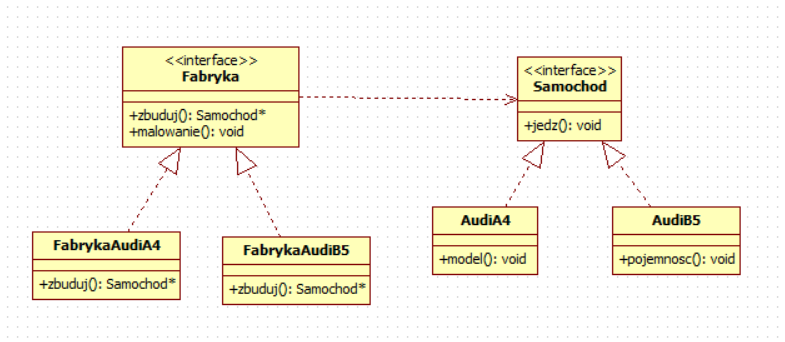 <<interface>>
Fabryka
+zbuduj(): Samochod*
+malowanie(): void
<<interface>>
Samochod
+jedz(): void
FabrykaAudiA4
+zbuduj(): Samochod*
FabrykaAudiB5
+zbuduj(): Samochod*
AudiA4
+model(): void
AudiB5
+pojemnosc(): void